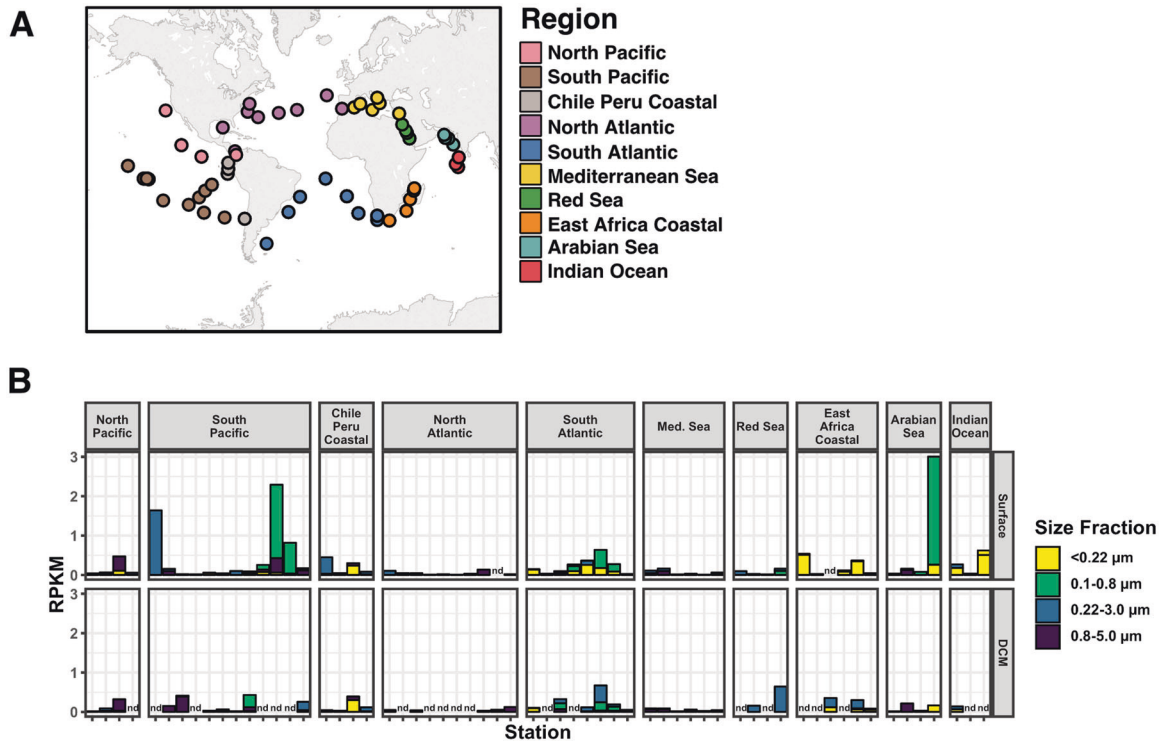 A
Region
North Pacific
South Pacific
Chile Peru Coastal
North Atlantic
South Atlantic
Mediterranean Sea
Red Sea
East Africa Coastal
Arabian Sea
Indian Ocean
B
North
Pacific
South
Pacific
Chile
Peru
Coastal
North
Atlantic
South
Atlantic
Med. Sea
Red Sea
East
Africa
Coastal
Arabian
Sea
Indian
Ocean
3
2
1
0
nd
nd
Surface
RPKM
3
2
1
0
nd
nd
nd
nd nd nd
nd
nd nd nd
nd
nd
nd
nd
nd nd
nd
nd nd
DCM
Station
Size Fraction
<0.22 µm
0.1-0.8 µm
0.22-3.0 µm
0.8-5.0 µm